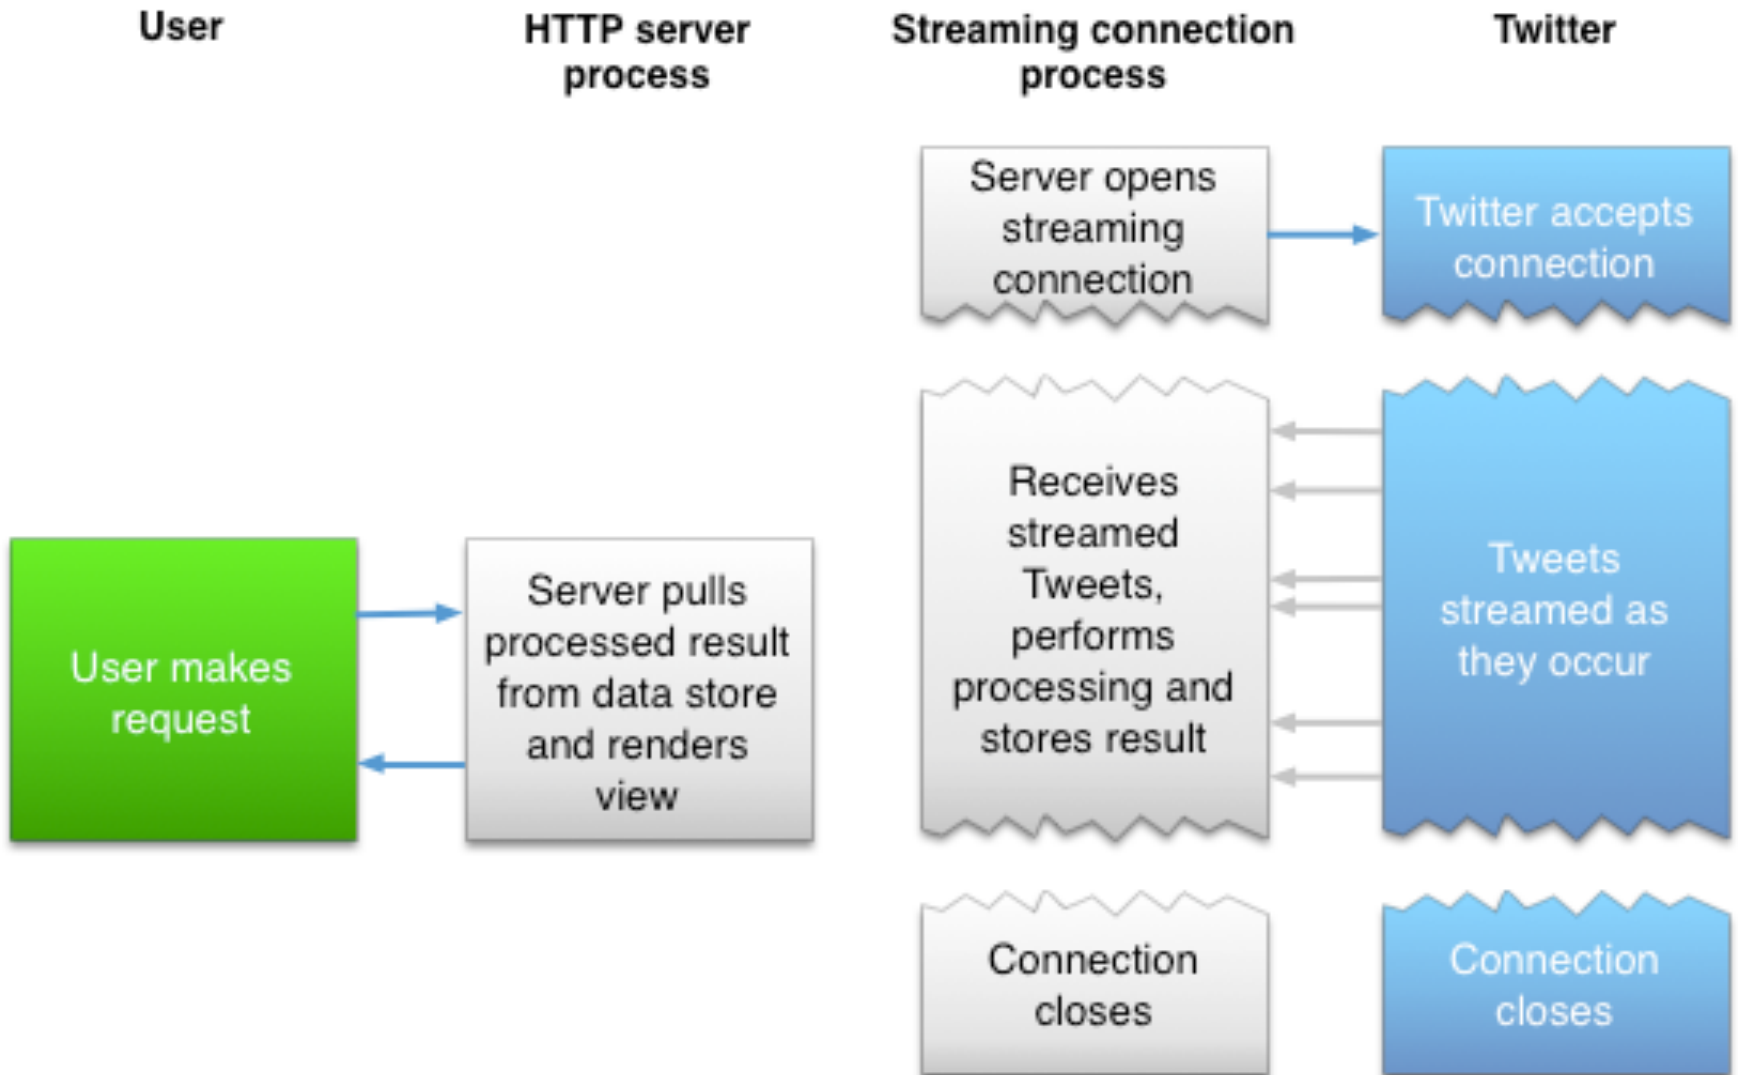 User
HTTP server
process
Streaming connection
process
Twitter
Server opens
streaming
connection
Twitter accepts
connection
User makes
request
Server pulls
processed result
from data store
and renders
view
Receives
streamed
Tweets,
performs
processing and
stores result
Tweets
streamed as
they occur
Connection
closes
Connection
closes